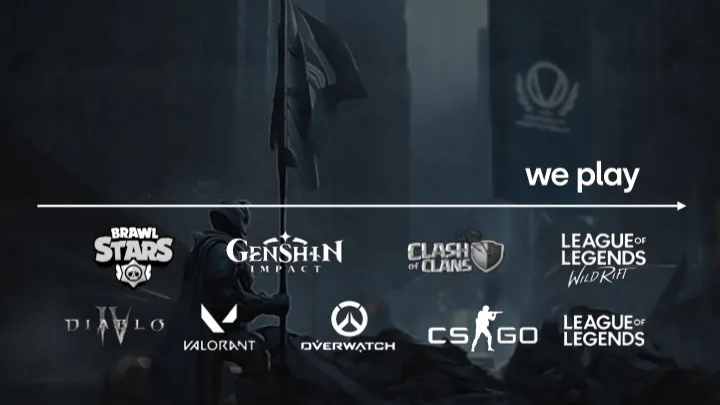 we play
BRAWL
STARS
GENSHIN
IMPACT
CLASH
OF CLANS
LEAGUE OF
LEGENDS
WILD RIFT
DIABLO
IV
VALORANT
OVERWATCH
CS GO
LEAGUE OF
LEGENDS